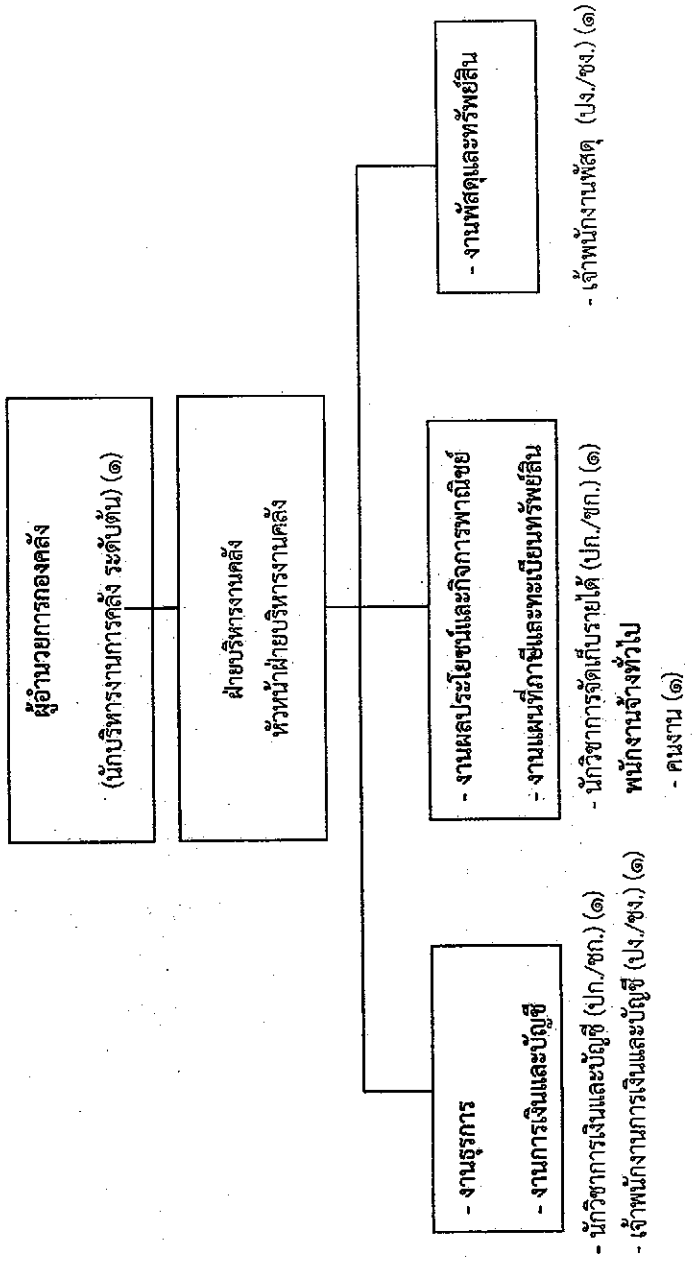 ผู้อำนวยการกองคลัง
(นักบริหารงานการคลัง ระดับต้น) (๑)
ฝ่ายบริหารงานคลัง
หัวหน้าฝ่ายบริหารงานคลัง
- งานธุรการ
- งานการเงินและบัญชี
- นักวิชาการเงินและบัญชี (ปก./ชก.) (๑)
- เจ้าพนักงานการเงินและบัญชี (ปง./ชง.) (๑)
- งานผลประโยชน์และกิจการพาณิชย์
- งานแผนที่ภาษีและทะเบียนทรัพย์สิน
- นักวิชาการจัดเก็บรายได้ (ปก./ชก.) (๑)
พนักงานจ้างทั่วไป
- คนงาน (๑)
- งานพัสดุและทรัพย์สิน
- เจ้าพนักงานพัสดุ (ปง./ชง.) (๑)